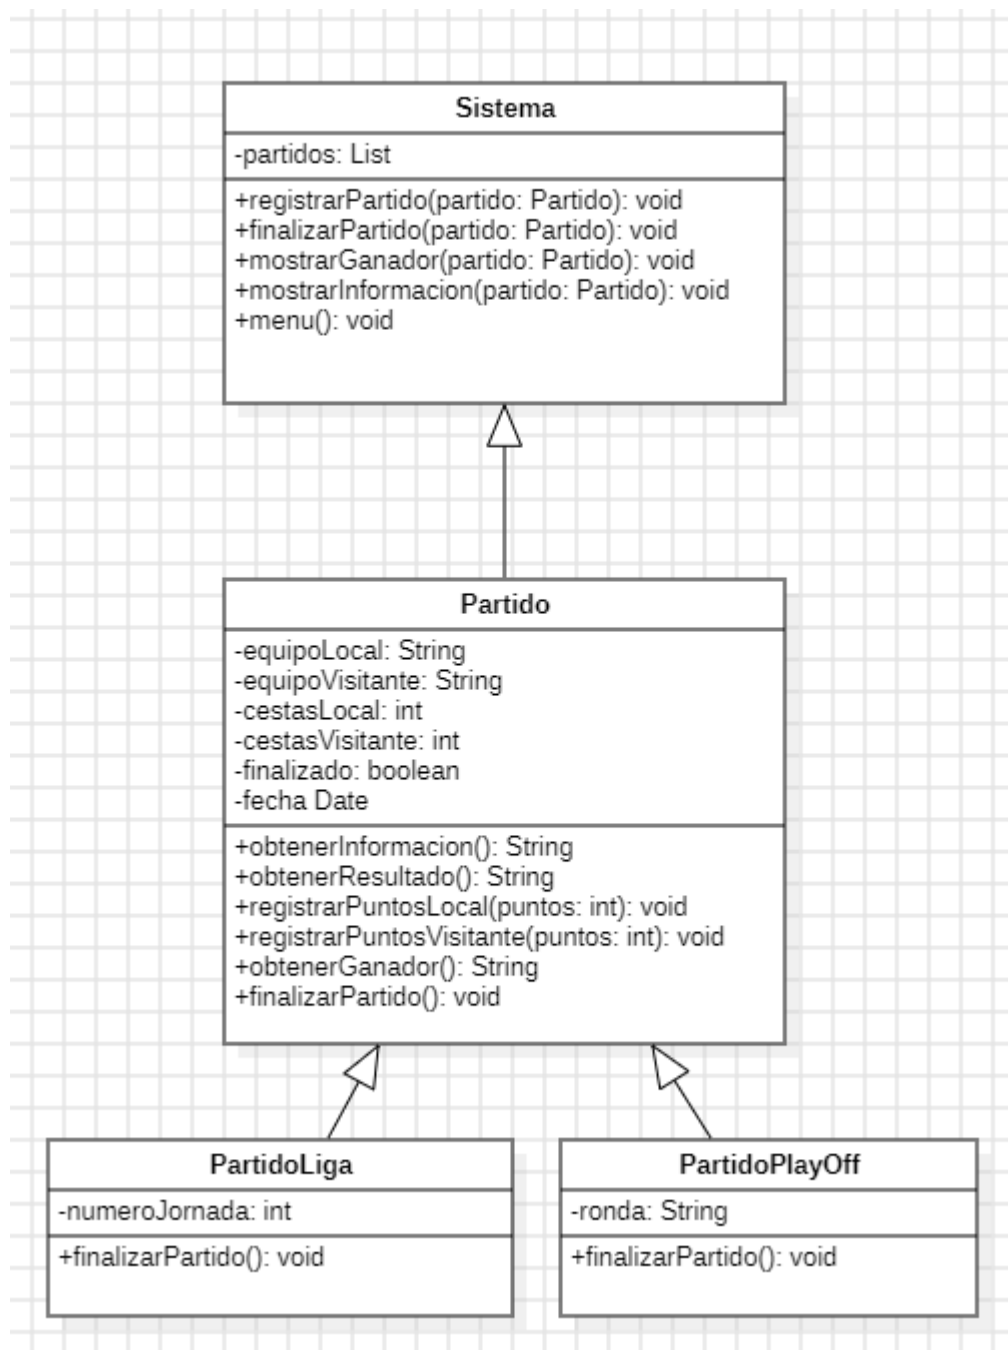 Sistema
-partidos: List
+registrarPartido(partido: Partido): void
+finalizarPartido(partido: Partido): void
+mostrarGanador(partido: Partido): void
+mostrarInformacion(partido: Partido): void
+menu(): void
Partido
-equipoLocal: String
-equipoVisitante: String
-cestasLocal: int
-cestasVisitante: int
-finalizado: boolean
-fecha Date
+obtenerInformacion(): String
+obtenerResultado(): String
+registrarPuntosLocal(puntos: int): void
+registrarPuntosVisitante(puntos: int): void
+obtenerGanador(): String
+finalizarPartido(): void
PartidoLiga
-numeroJornada: int
+finalizarPartido(): void
PartidoPlayOff
-ronda: String
+finalizarPartido(): void